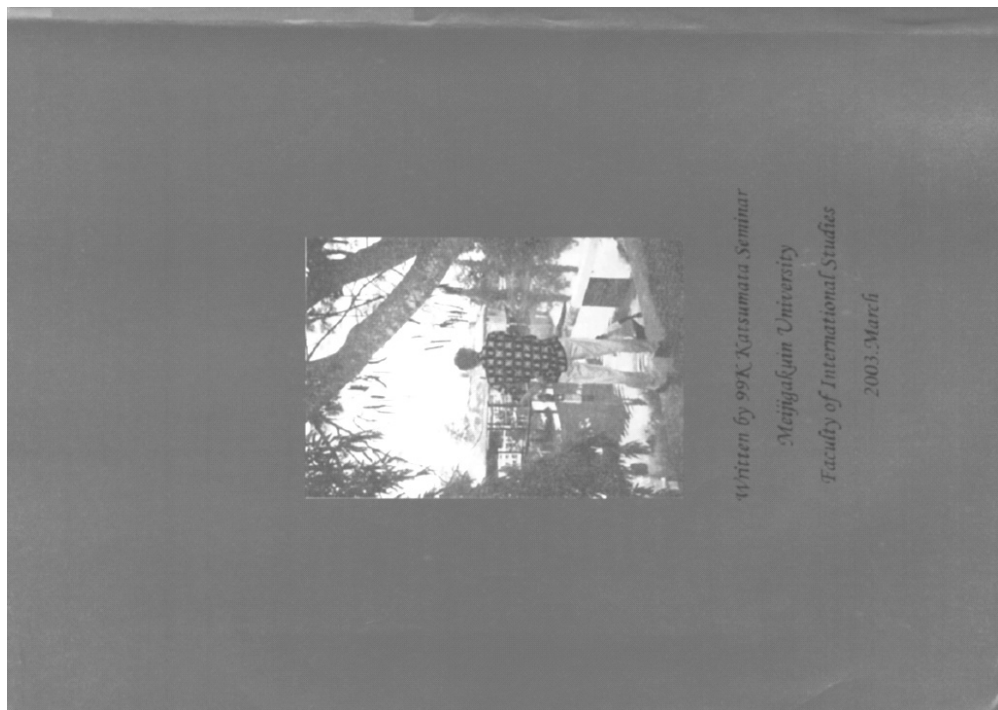 Written by 99K Katsumata Seminar
Meijigakuin University
Faculty of International Studies
2003.March